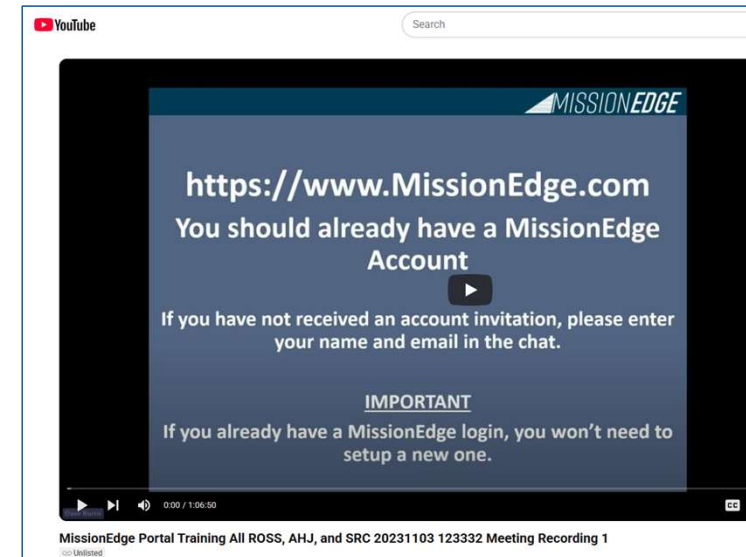 YouTube
Search
MISSIONEDGE
https://www.MissionEdge.com
You should already have a MissionEdge
Account
If you have not received an account invitation, please enter
your name and email in the chat.
IMPORTANT
If you already have a MissionEdge login, you won't need to
setup a new one.
0:00 / 1:06:50
CC
MissionEdge Portal Training All ROSS, AHJ, and SRC 20231103 123332 Meeting Recording 1
Unlisted